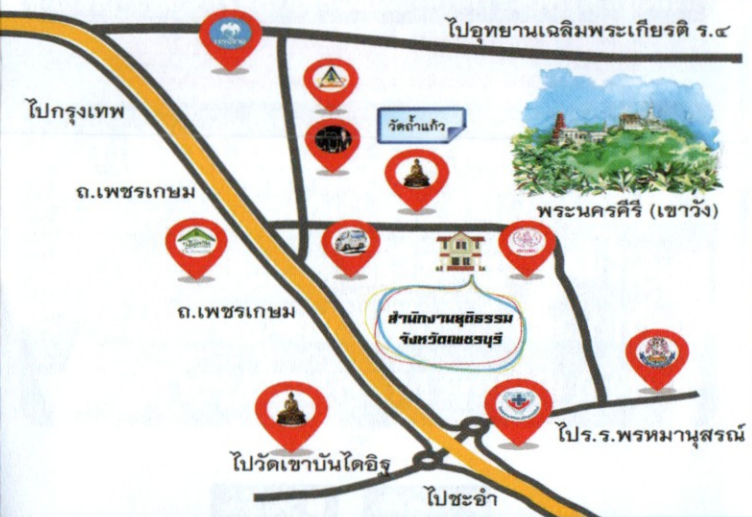 ไปอุทยานเฉลิมพระเกียรติ ร.๔
ไปกรุงเทพ
วัดถ้ำแก้ว
ถ.เพชรเกษม
พระนครคีรี (เขาวัง)
ถ.เพชรเกษม
สำนักงานยุติธรรม
จังหวัดเพชรบุรี
ไปร.ร.พรหมานุสรณ์
ไปวัดเขาบันไดอิฐ
ไปชะอำ